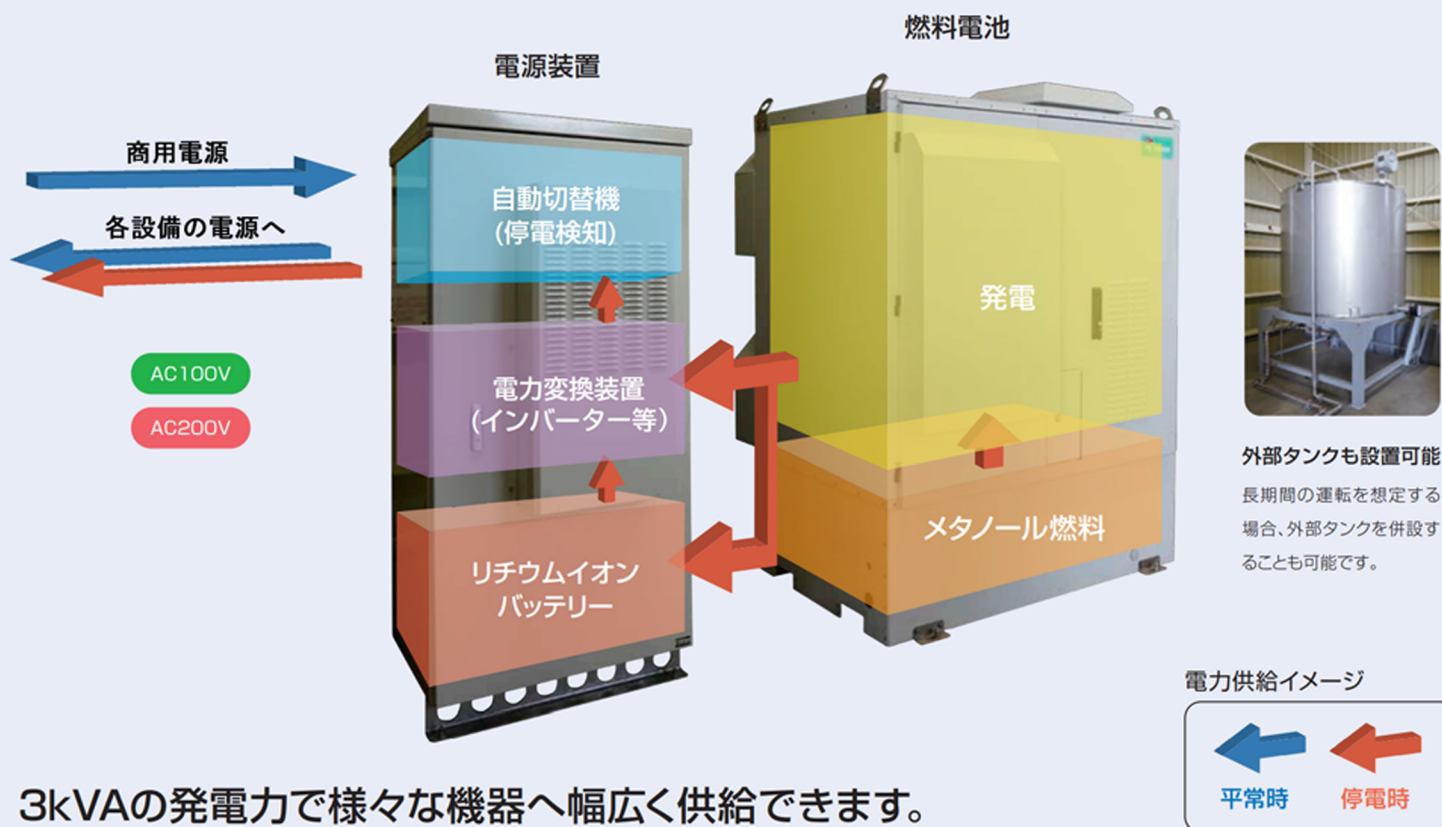 燃料電池
電源装置
商用電源
各設備の電源へ
AC100V
AC200V
自動切替機
(停電検知)
電力変換装置
(インバーター等)
リチウムイオン
バッテリー
発電
メタノール燃料
外部タンクも設置可能
長期間の運転を想定する
場合、外部タンクを併設す
ることも可能です。
電力供給イメージ
平常時
停電時
3kVAの発電力で様々な機器へ幅広く供給できます。